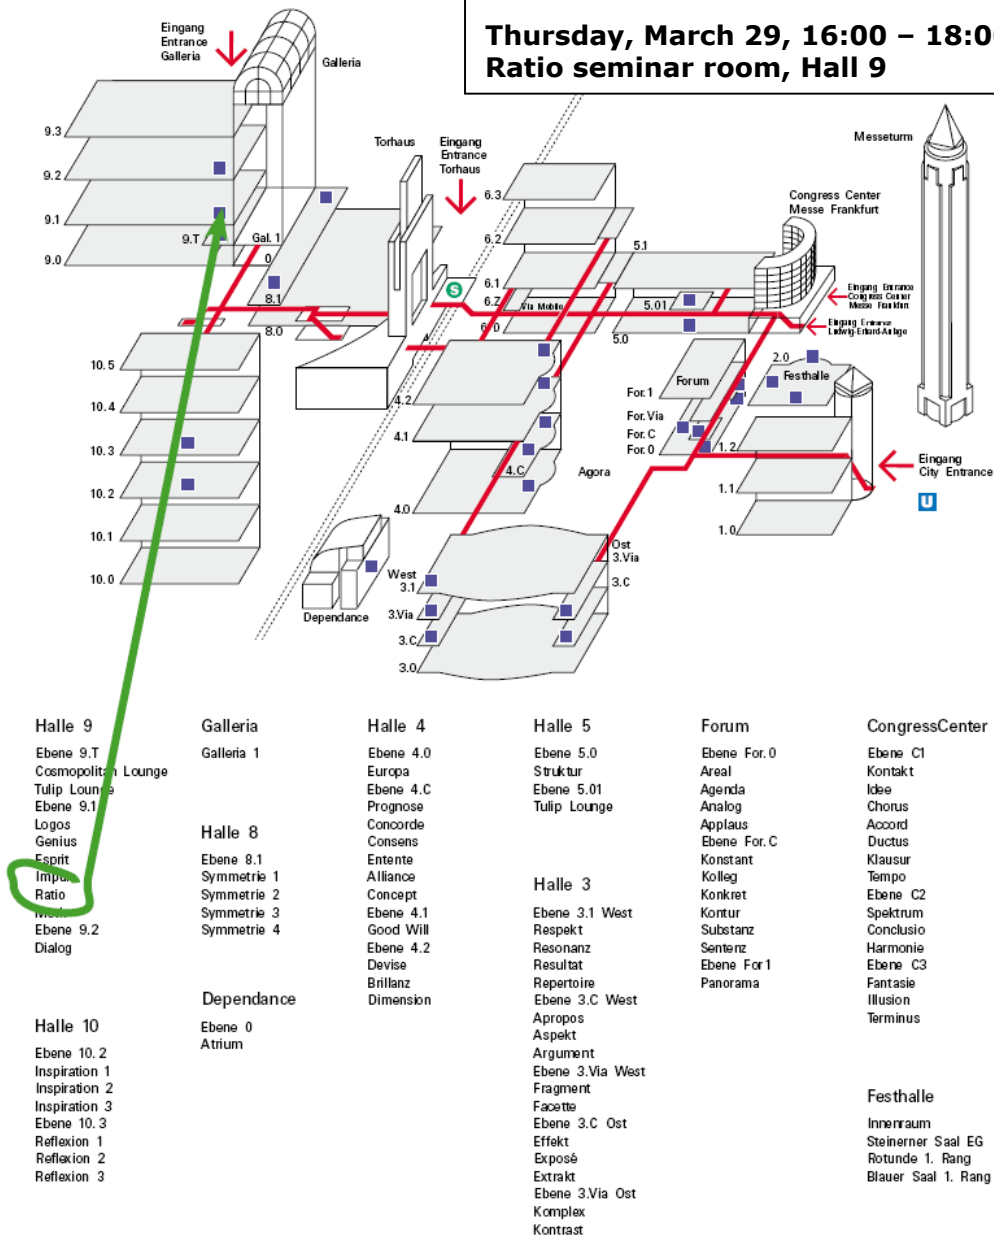 Thursday, March 29, 16:00 – 18:0
Ratio seminar room, Hall 9
Eingang
Entrance
Galleria
Galleria
9.3
9.2
9.1
9.T
9.0
Gal. 1
0
8.1
8.0
Torhaus
Eingang
Entrance
Torhaus
S
6.3
6.2
6.1
6.Z
Via Mobile
6.0
5.1
5.01
5.0
Congress Center
Messe Frankfurt
Eingang Entrance
Congress Center
Messe Frankfurt
Eingang Entrance
Ludwig-Erhard-Anlage
Messeturm
10.5
10.4
10.3
10.2
10.1
10.0
4.2
4.1
4.C
4.0
Agora
Forum
For.1
For.Via
For.C
For.0
2.0
Festhalle
1.2
1.1
1.0
Eingang
City Entrance
U
Dependance
West
3.1
3.Via
3.C
3.0
Ost
3.Via
3.C
Halle 9
Ebene 9.T
Cosmopolitan Lounge
Tulip Lounge
Ebene 9.1
Logos
Genius
Esprit
Impuls
Ratio
Ebene 9.2
Dialog
Halle 10
Ebene 10.2
Inspiration 1
Inspiration 2
Inspiration 3
Ebene 10.3
Reflexion 1
Reflexion 2
Reflexion 3
Galleria
Galleria 1
Halle 8
Ebene 8.1
Symmetrie 1
Symmetrie 2
Symmetrie 3
Symmetrie 4
Dependance
Ebene 0
Atrium
Halle 4
Ebene 4.0
Europa
Ebene 4.C
Prognose
Concorde
Consens
Entente
Alliance
Concept
Ebene 4.1
Good Will
Ebene 4.2
Devise
Brillanz
Dimension
Halle 5
Ebene 5.0
Struktur
Ebene 5.01
Tulip Lounge
Halle 3
Ebene 3.1 West
Respekt
Resonanz
Resultat
Repertoire
Ebene 3.C West
Apropos
Aspekt
Argument
Ebene 3.Via West
Fragment
Facette
Ebene 3.C Ost
Effekt
Exposé
Extrakt
Ebene 3.Via Ost
Komplex
Kontrast
Forum
Ebene For.0
Areal
Agenda
Analog
Applaus
Ebene For.C
Konstant
Kolleg
Konkret
Kontur
Substanz
Sentenz
Ebene For1
Panorama
CongressCenter
Ebene C1
Kontakt
Idee
Chorus
Accord
Ductus
Klausur
Tempo
Ebene C2
Spektrum
Conclusio
Harmonie
Ebene C3
Fantasie
Illusion
Terminus
Festhalle
Innenraum
Steinerner Saal EG
Rotunde 1. Rang
Blauer Saal 1. Rang